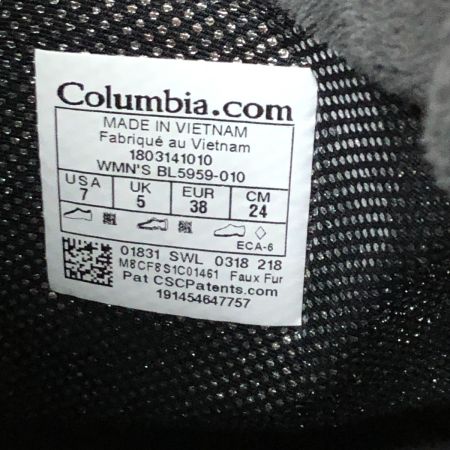 Columbia.com
MADE IN VIETNAM
Fabriqué au Vietnam
1803141010
WMN'S BL5959-010
USA UK EUR CM
7 5 38 24
ECA-6
01831 SWL 0318 218
M8CF8S1C01461 Faux Fur
Pat CSCPatents.com
191454647757